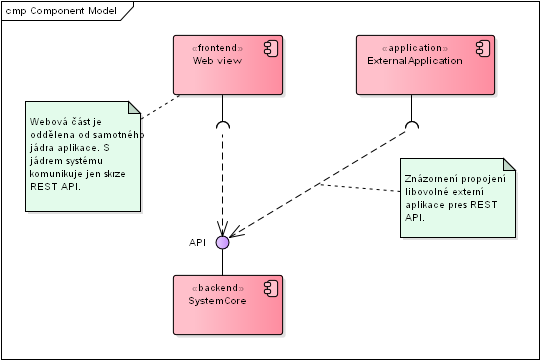 cmp Component Model
«frontend»
Web view
«application»
ExternalApplication
Webová část je
oddělena od samotného
jádra aplikace. S
jádrem systému
komunikuje jen skrze
REST API.
Znázornení propojení
libovolné externí
aplikace pres REST
API.
API
«backend»
SystemCore